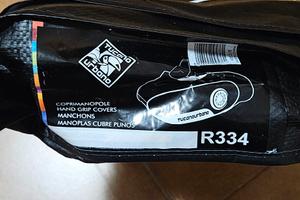 TUCANO
URBANO
COPRIMANOPOLE
HAND GRIP COVERS
MANCHONS
MANOPLAS CUBRE PUÑOS
TUCANOURBANO
R334